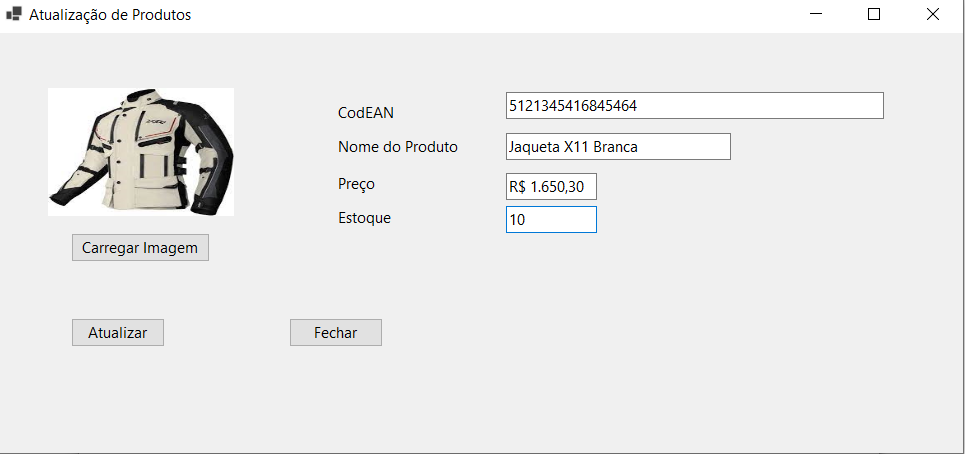 Atualização de Produtos
CodEAN
5121345416845464
Nome do Produto
Jaqueta X11 Branca
Preço
R$ 1.650,30
Estoque
10
Carregar Imagem
Atualizar
Fechar